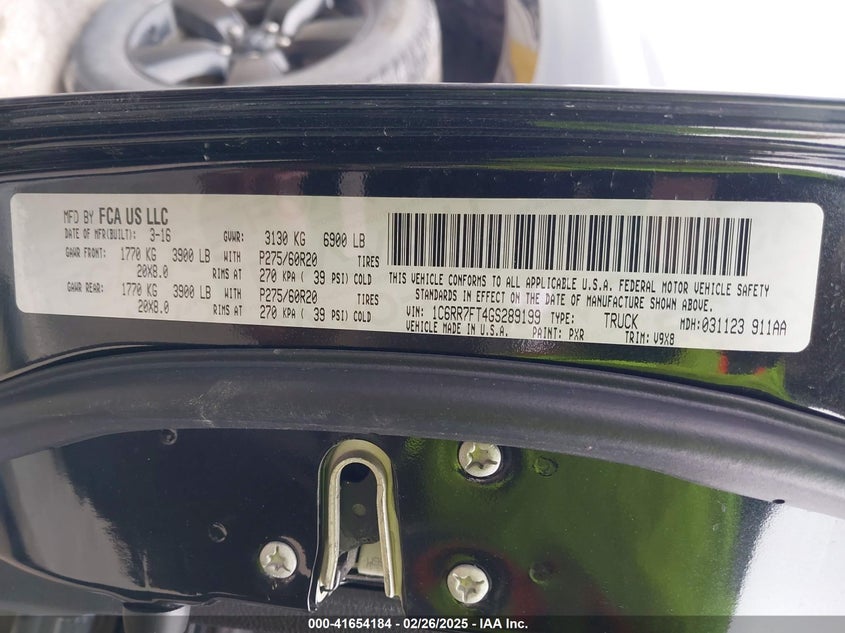 MFD BY FCA US LLC
DATE OF MFR(BUILT): 3-16 GVWR: 3130 KG 6900 LB
GAWR FRONT: 1770 KG 3900 LB WITH P275/60R20 TIRES
20X8.0 RIMS AT 270 KPA ( 39 PSI) COLD
GAWR REAR: 1770 KG 3900 LB WITH P275/60R20 TIRES
20X8.0 RIMS AT 270 KPA ( 39 PSI) COLD
THIS VEHICLE CONFORMS TO ALL APPLICABLE U.S.A. FEDERAL MOTOR VEHICLE SAFETY
STANDARDS IN EFFECT ON THE DATE OF MANUFACTURE SHOWN ABOVE.
VIN: 1C6RR7FT4GS289199 TYPE: TRUCK MDH: 031123 911AA
VEHICLE MADE IN U.S.A. PAINT: PXR TRIM: V9X8
000-41654184 - 02/26/2025 - IAA Inc.